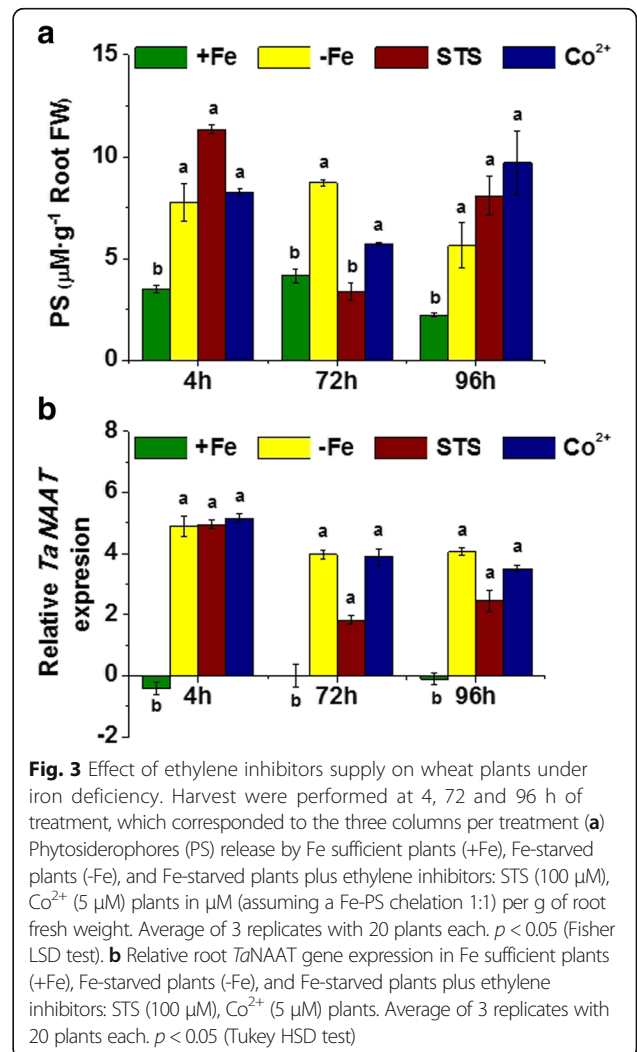 a
+Fe -Fe STS Co²⁺
PS (µM·g⁻¹ Root FW)
15
10
5
0
b a a a
b a b a
b a a a
4h 72h 96h
b
+Fe -Fe STS Co²⁺
Relative Ta NAAT
expresion
8
6
4
2
0
-2
a a a
a a a
a a a
b b b
4h 72h 96h
Fig. 3 Effect of ethylene inhibitors supply on wheat plants under
iron deficiency. Harvest were performed at 4, 72 and 96 h of
treatment, which corresponded to the three columns per treatment (a)
Phytosiderophores (PS) release by Fe sufficient plants (+Fe), Fe-starved
plants (-Fe), and Fe-starved plants plus ethylene inhibitors: STS (100 μM),
Co²⁺ (5 μM) plants in μM (assuming a Fe-PS chelation 1:1) per g of root
fresh weight. Average of 3 replicates with 20 plants each. p < 0.05 (Fisher
LSD test). b Relative root TaNAAT gene expression in Fe sufficient plants
(+Fe), Fe-starved plants (-Fe), and Fe-starved plants plus ethylene
inhibitors: STS (100 μM), Co²⁺ (5 μM) plants. Average of 3 replicates with
20 plants each. p < 0.05 (Tukey HSD test)